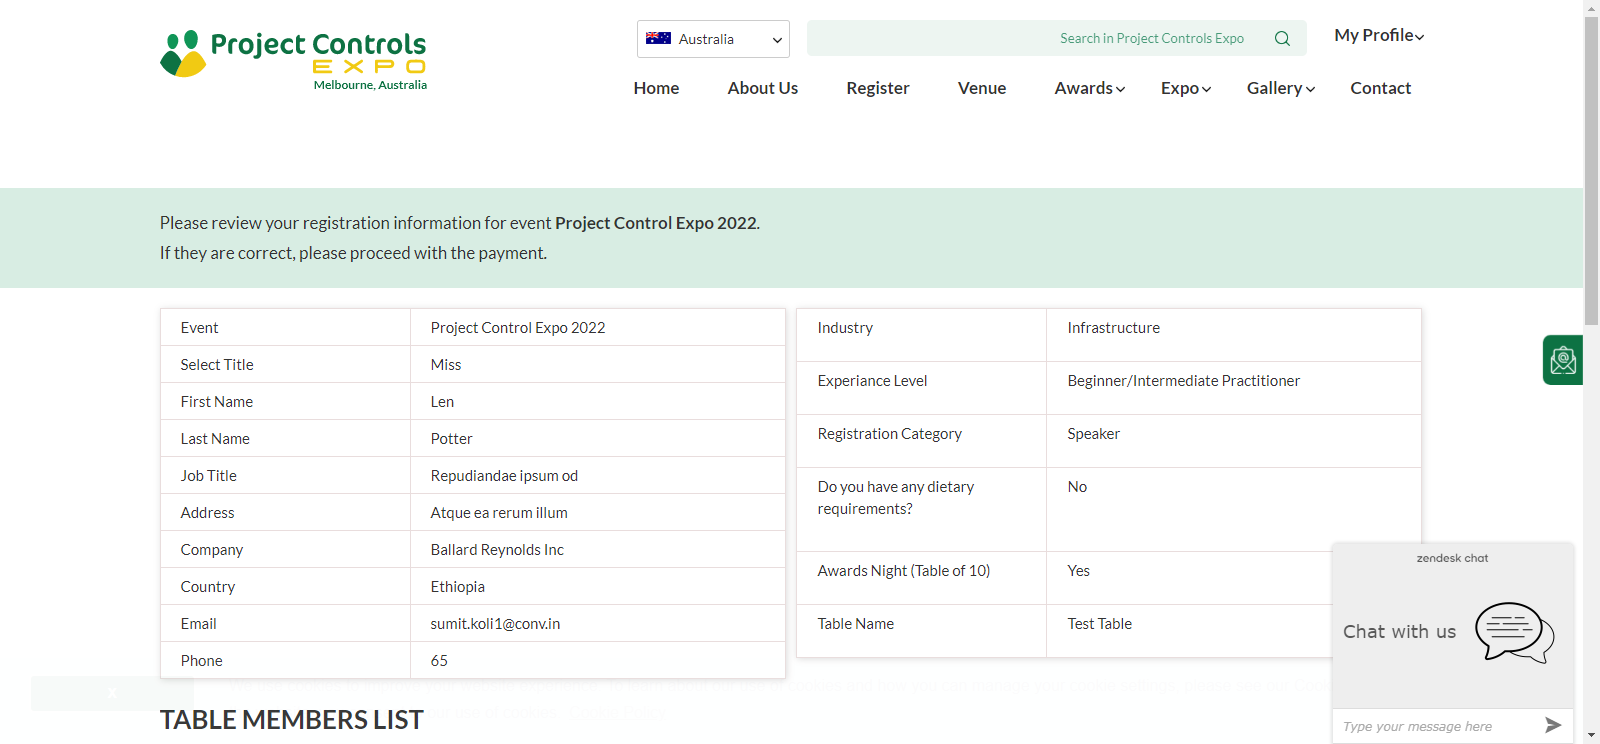 Project Controls
EXPO
Melbourne, Australia
Australia
Search in Project Controls Expo
My Profile
Home
About Us
Register
Venue
Awards
Expo
Gallery
Contact
Please review your registration information for event Project Control Expo 2022.
If they are correct, please proceed with the payment.
Event Project Control Expo 2022
Select Title Miss
First Name Len
Last Name Potter
Job Title Repudiandae ipsum od
Address Atque ea rerum illum
Company Ballard Reynolds Inc
Country Ethiopia
Email sumit.koli1@conv.in
Phone 65
Industry Infrastructure
Experiance Level Beginner/Intermediate Practitioner
Registration Category Speaker
Do you have any dietary
requirements? No
Awards Night (Table of 10) Yes
Table Name Test Table
TABLE MEMBERS LIST
zendesk chat
Chat with us
Type your message here